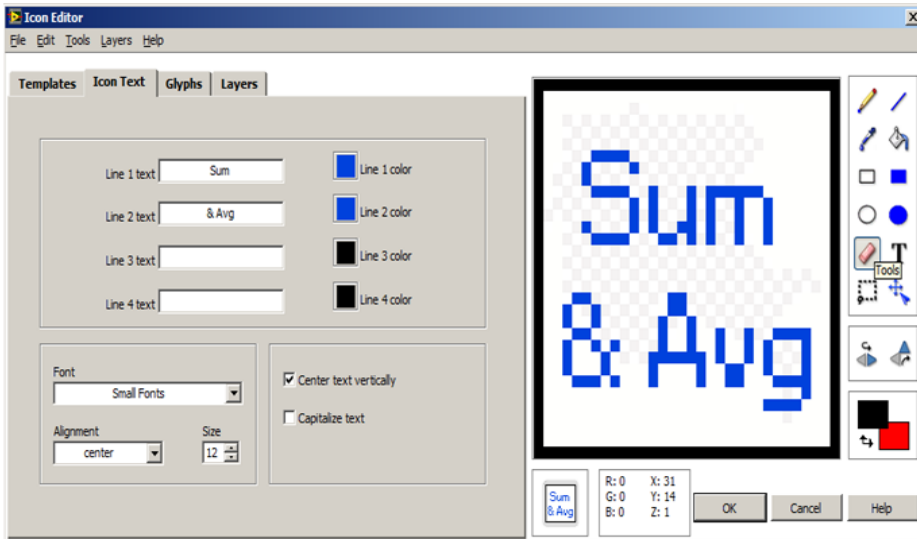 Icon Editor
File Edit Tools Layers Help
Templates Icon Text Glyphs Layers
Line 1 text Sum Line 1 color
Line 2 text & Avg Line 2 color
Line 3 text Line 3 color
Line 4 text Line 4 color
Font
Small Fonts
Alignment Size
center 12
Center text vertically
Capitalize text
Sum
& Avg
T
Tools
Sum
& Avg
R: 0 X: 31
G: 0 Y: 14
B: 0 Z: 1
OK Cancel Help